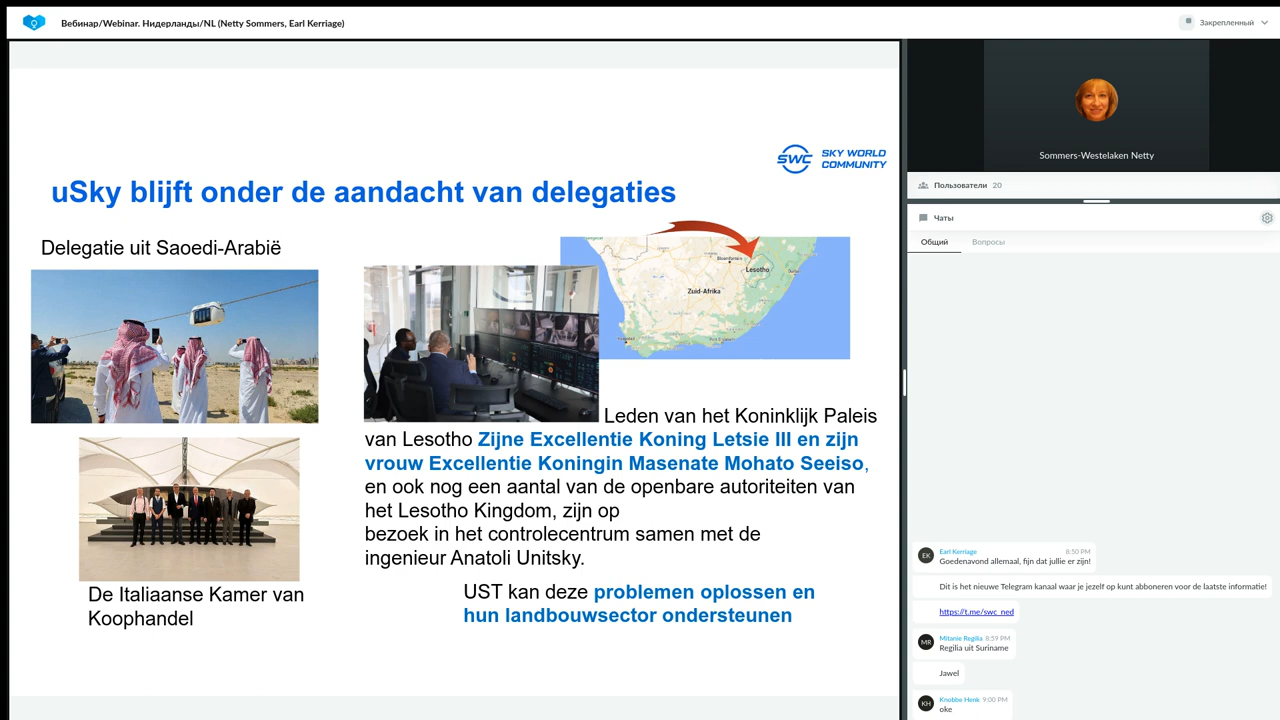 Вебинар/Webinar. Нидерланды/NL (Netty Sommers, Earl Kerriage)
Закрепленный
SWC SKY WORLD
COMMUNITY
uSky blijft onder de aandacht van delegaties
Delegatie uit Saoedi-Arabië
Lesotho
Zuid-Afrika
Leden van het Koninklijk Paleis
van Lesotho Zijne Excellentie Koning Letsie III en zijn
vrouw Excellentie Koningin Masenate Mohato Seeiso,
en ook nog een aantal van de openbare autoriteiten van
het Lesotho Kingdom, zijn op
bezoek in het controlecentrum samen met de
ingenieur Anatoli Unitsky.
De Italiaanse Kamer van
Koophandel
UST kan deze problemen oplossen en
hun landbouwsector ondersteunen
Sommers-Westelaken Netty
Пользователи 20
Чаты
Общий Вопросы
EK
Earl Kerriage 8:50 PM
Goedenavond allemaal, fijn dat jullie er zijn!
Dit is het nieuwe Telegram kanaal waar je jezelf op kunt abboneren voor de laatste informatie!
https://t.me/swc_ned
MR
Mitanie Regilia 8:59 PM
Regilia uit Suriname
Jawel
KH
Knobbe Henk 9:00 PM
oke